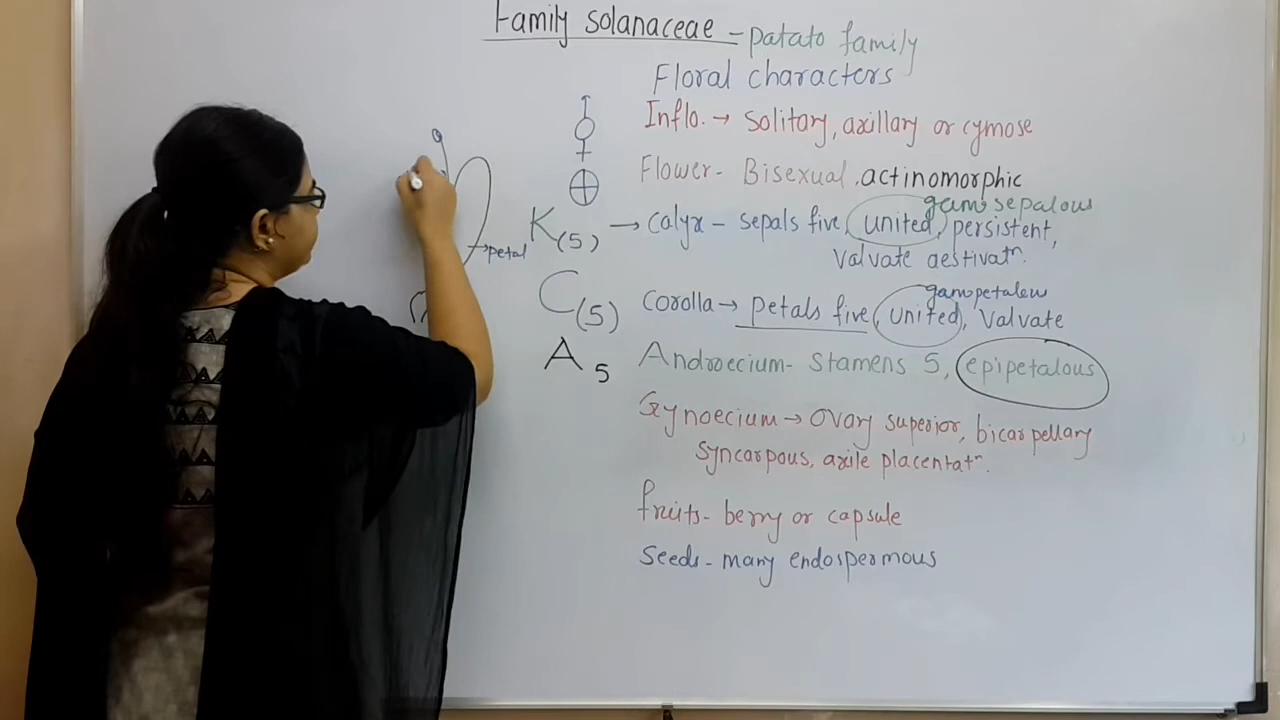 Family solanaceae - patato family
Floral characters
Inflo. → solitary, axillary or cymose
Flower- Bisexual, actinomorphic
gamosepalous
K(5) → calyx - sepals five, united, persistent,
valvate aestivatⁿ.
gamopetalous
C(5) Corolla → petals five, united, valvate
A 5 Androecium- stamens 5, epipetalous
Gynoecium → ovary superior, bicarpellary
syncarpous, axile placentatⁿ.
fruits- berry or capsule
seeds- many endospermous
petal